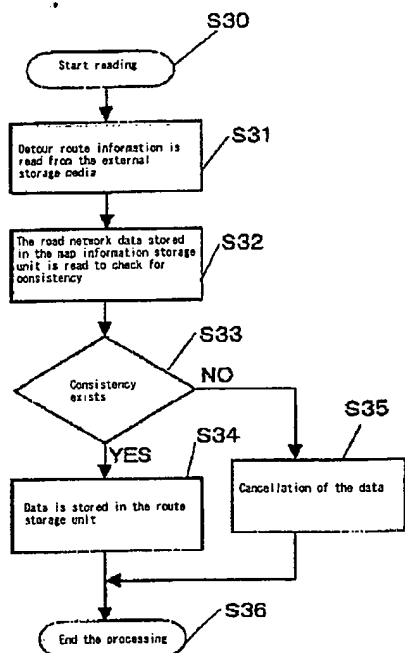 S30
Start reading
S31
Detour route information is
read from the external
storage media
S32
The road network data stored
in the map information storage
unit is read to check for
consistency
S33
Consistency
exists
NO
YES
S34
Data is stored in the route
storage unit
S35
Cancellation of the data
S36
End the processing